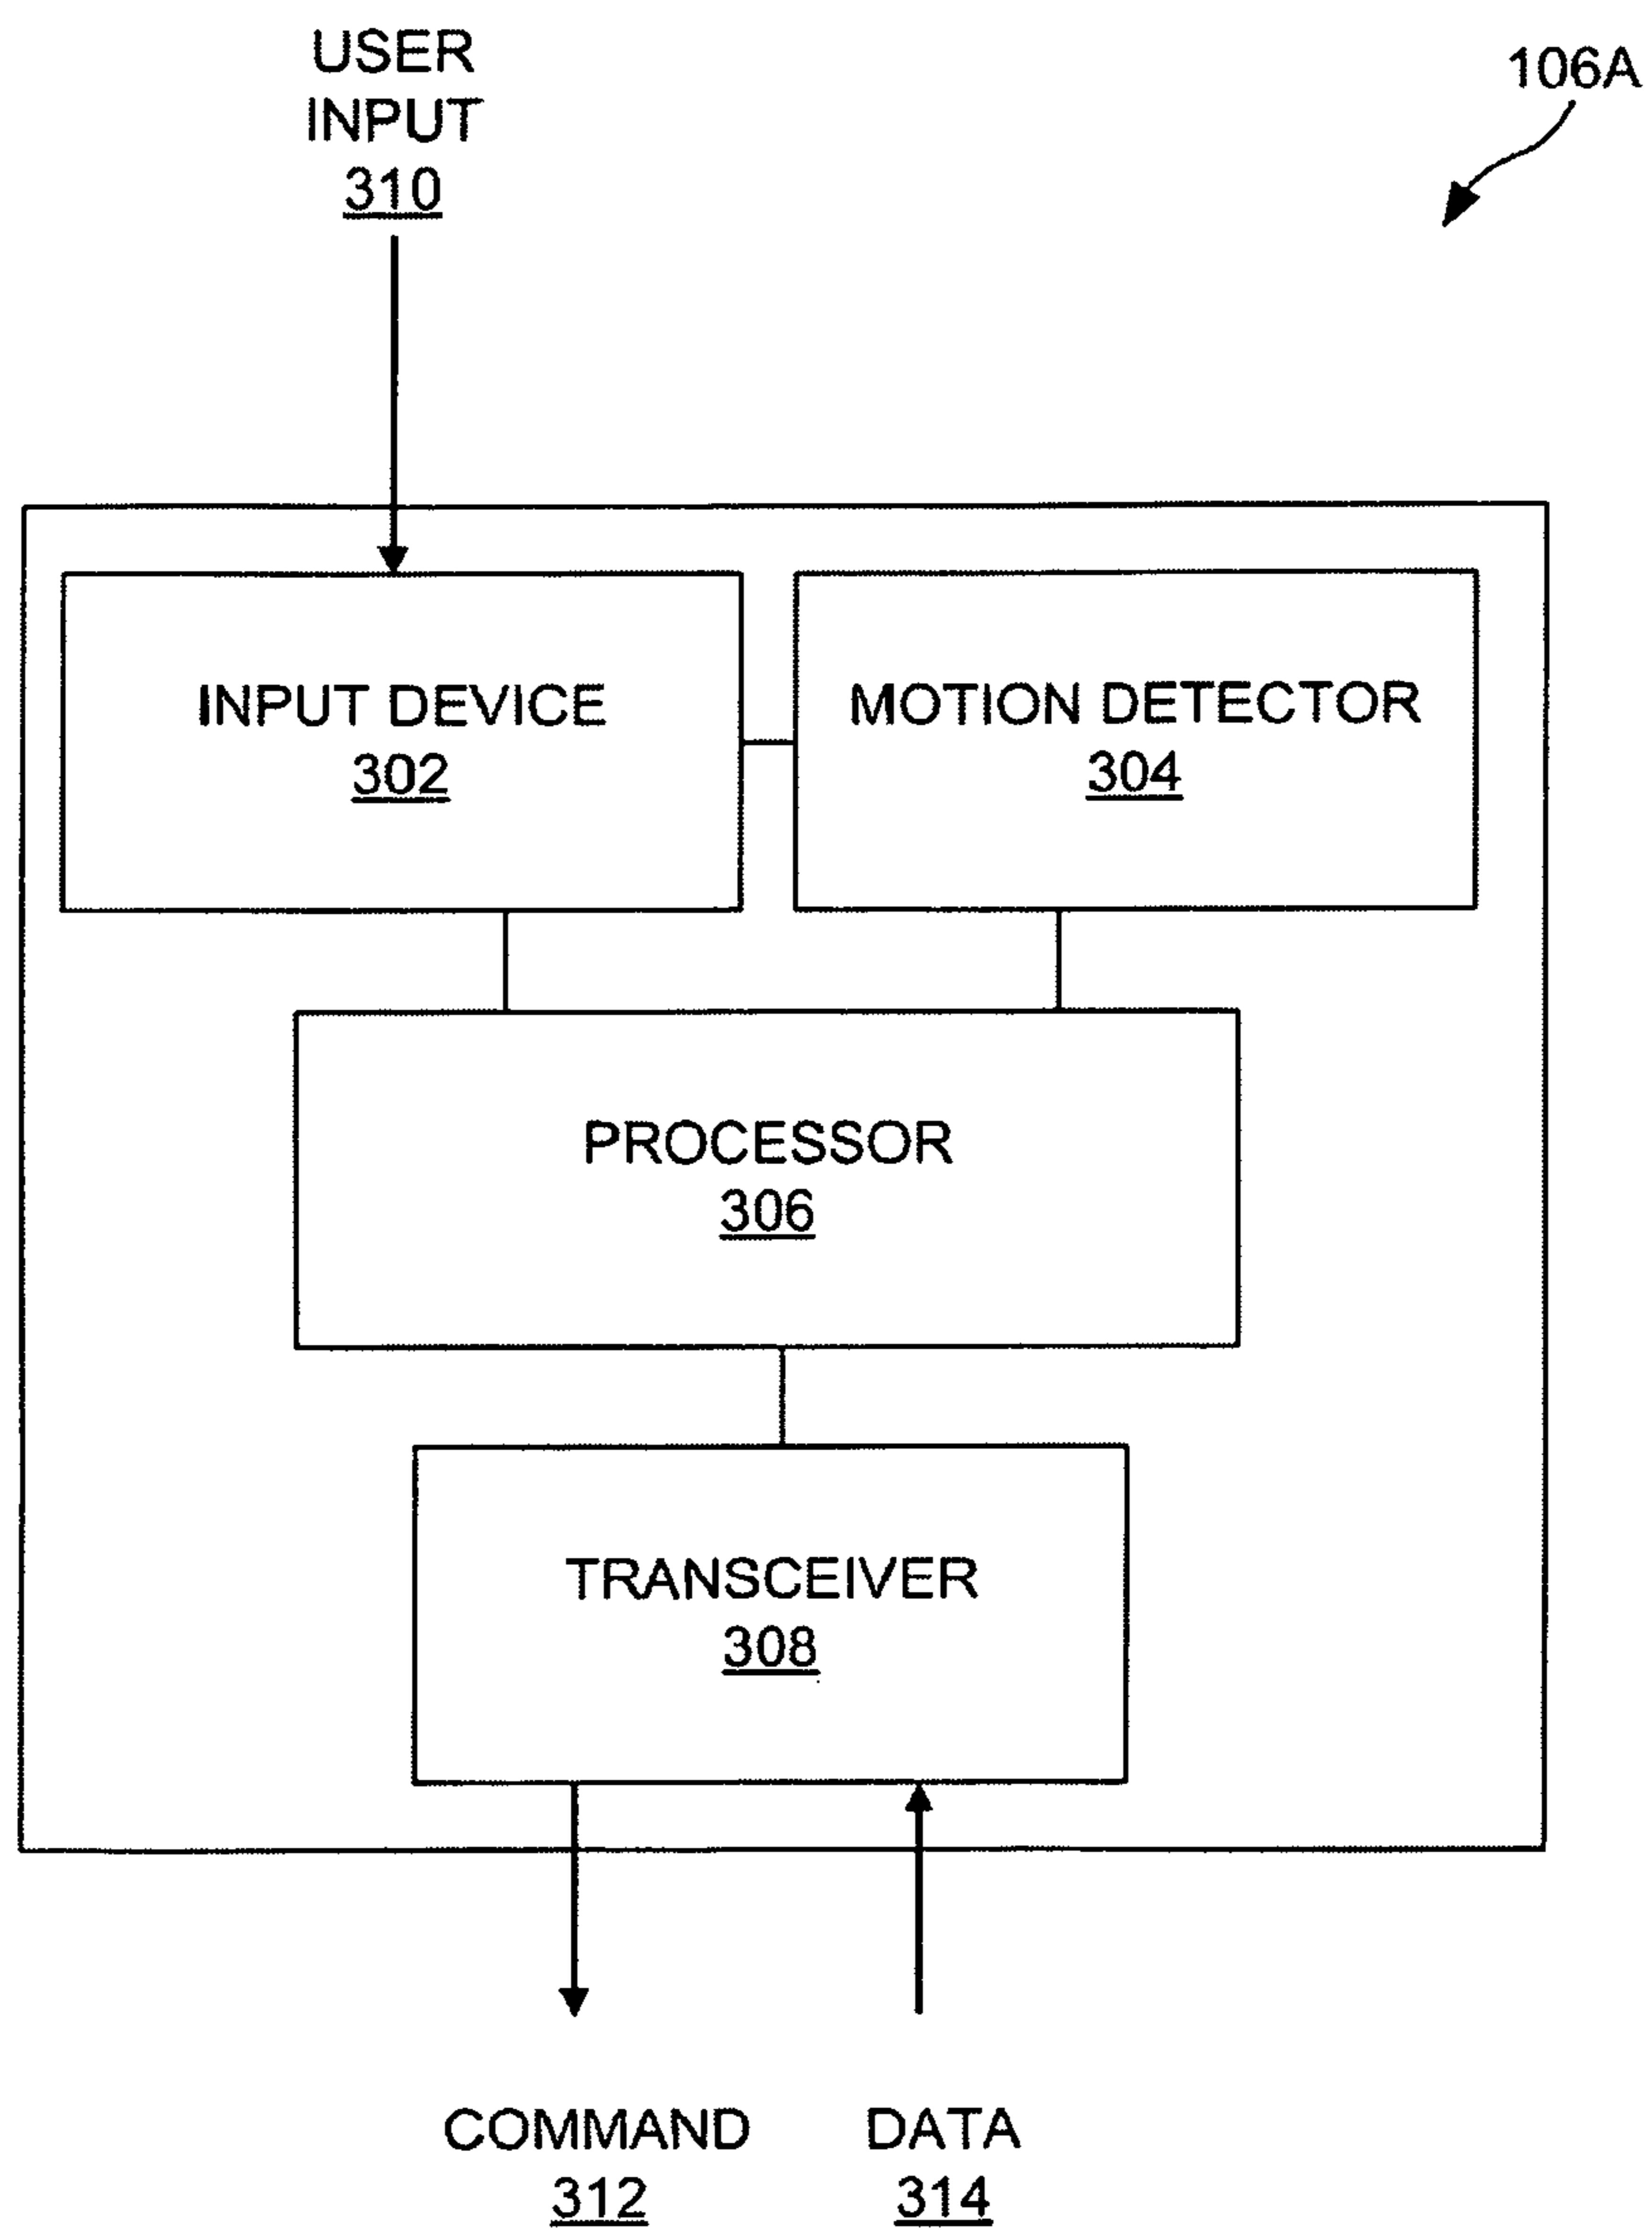 USER
INPUT
310
106A
INPUT DEVICE
302
MOTION DETECTOR
304
PROCESSOR
306
TRANSCEIVER
308
COMMAND
312
DATA
314